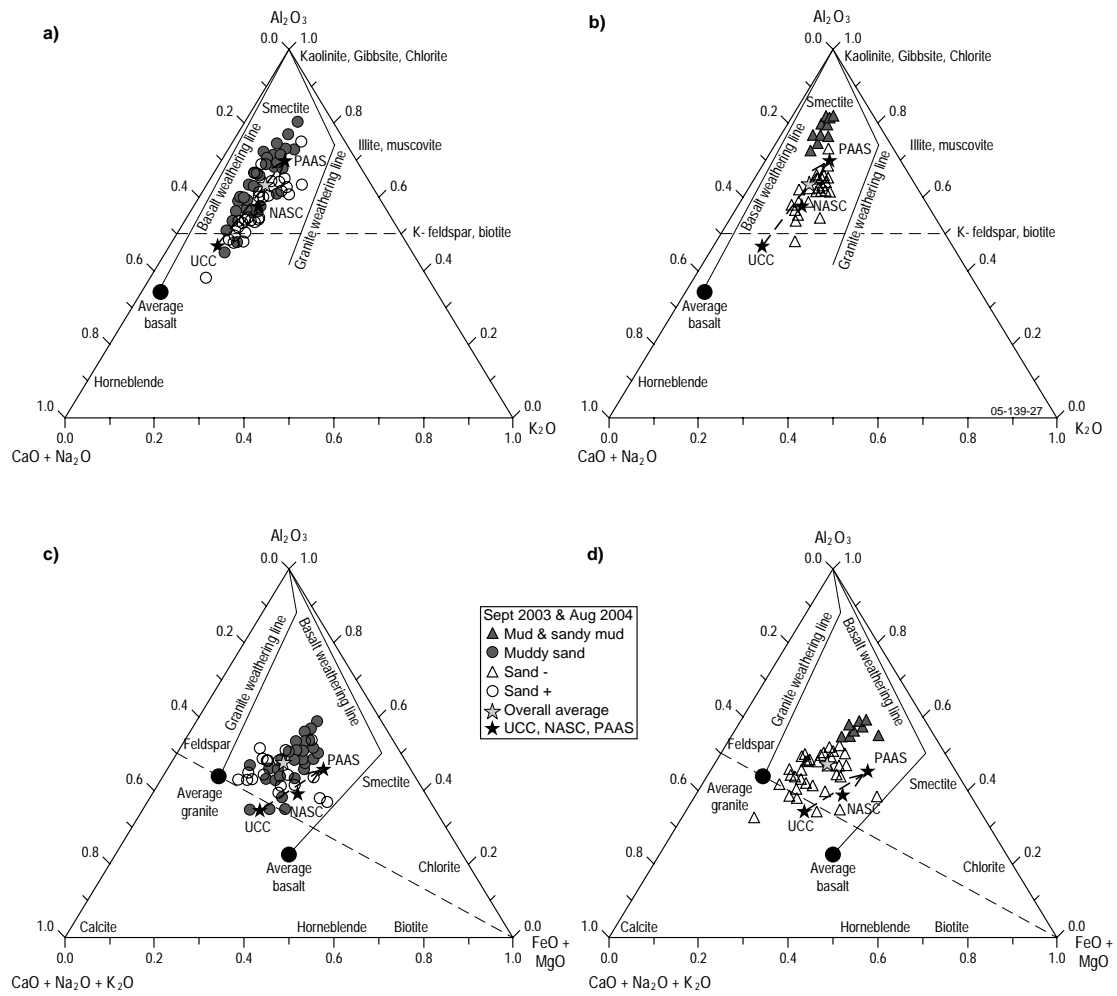 a)
Al₂O₃
0.0 1.0
Kaolinite, Gibbsite, Chlorite
0.2
Smectite
0.8
Basalt weathering line
PAAS
Illite, muscovite
0.4
0.6
NASC
Granite weathering line
K- feldspar, biotite
UCC
0.6
0.4
Average
basalt
0.8
0.2
Horneblende
1.0
0.0
K₂O
0.0 0.2 0.4 0.6 0.8 1.0
CaO + Na₂O
b)
Al₂O₃
0.0 1.0
Kaolinite, Gibbsite, Chlorite
0.2
Smectite
0.8
Basalt weathering line
PAAS
Illite, muscovite
0.4
0.6
NASC
Granite weathering line
K- feldspar, biotite
UCC
0.6
0.4
Average
basalt
0.8
0.2
Horneblende
05-139-27
1.0
0.0
K₂O
0.0 0.2 0.4 0.6 0.8 1.0
CaO + Na₂O
c)
Al₂O₃
0.0 1.0
0.2
0.8
Granite weathering line
Basalt weathering line
0.4
0.6
Feldspar
PAAS
0.6
Smectite
0.4
Average
granite
NASC
UCC
0.8
Average
basalt
Chlorite
0.2
1.0
Calcite
Horneblende
Biotite
0.0
FeO +
MgO
0.0 0.2 0.4 0.6 0.8 1.0
CaO + Na₂O + K₂O
Sept 2003 & Aug 2004
Mud & sandy mud
Muddy sand
Sand -
Sand +
Overall average
UCC, NASC, PAAS
d)
Al₂O₃
0.0 1.0
0.2
0.8
Granite weathering line
Basalt weathering line
0.4
0.6
Feldspar
PAAS
0.6
Smectite
0.4
Average
granite
NASC
UCC
0.8
Average
basalt
Chlorite
0.2
1.0
Calcite
Horneblende
Biotite
0.0
FeO +
MgO
0.0 0.2 0.4 0.6 0.8 1.0
CaO + Na₂O + K₂O